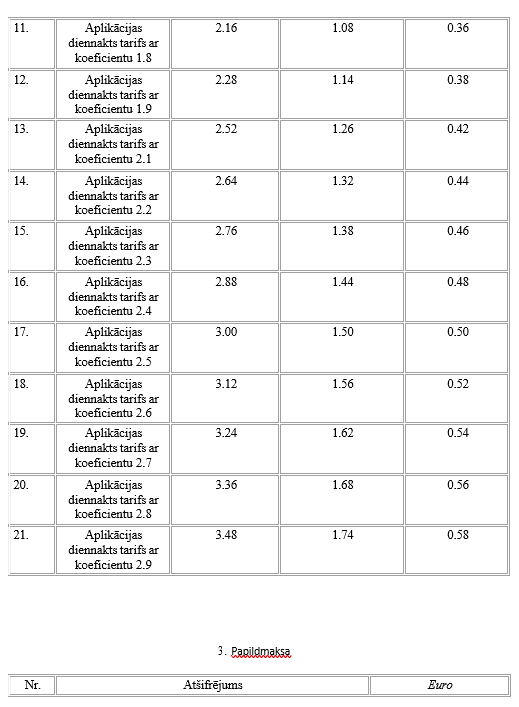 11. Aplikācijas 2.16 1.08 0.36
diennakts tarifs ar
koeficientu 1.8
12. Aplikācijas 2.28 1.14 0.38
diennakts tarifs ar
koeficientu 1.9
13. Aplikācijas 2.52 1.26 0.42
diennakts tarifs ar
koeficientu 2.1
14. Aplikācijas 2.64 1.32 0.44
diennakts tarifs ar
koeficientu 2.2
15. Aplikācijas 2.76 1.38 0.46
diennakts tarifs ar
koeficientu 2.3
16. Aplikācijas 2.88 1.44 0.48
diennakts tarifs ar
koeficientu 2.4
17. Aplikācijas 3.00 1.50 0.50
diennakts tarifs ar
koeficientu 2.5
18. Aplikācijas 3.12 1.56 0.52
diennakts tarifs ar
koeficientu 2.6
19. Aplikācijas 3.24 1.62 0.54
diennakts tarifs ar
koeficientu 2.7
20. Aplikācijas 3.36 1.68 0.56
diennakts tarifs ar
koeficientu 2.8
21. Aplikācijas 3.48 1.74 0.58
diennakts tarifs ar
koeficientu 2.9
3. Papildmaksa
Nr. Atšifrējums Euro